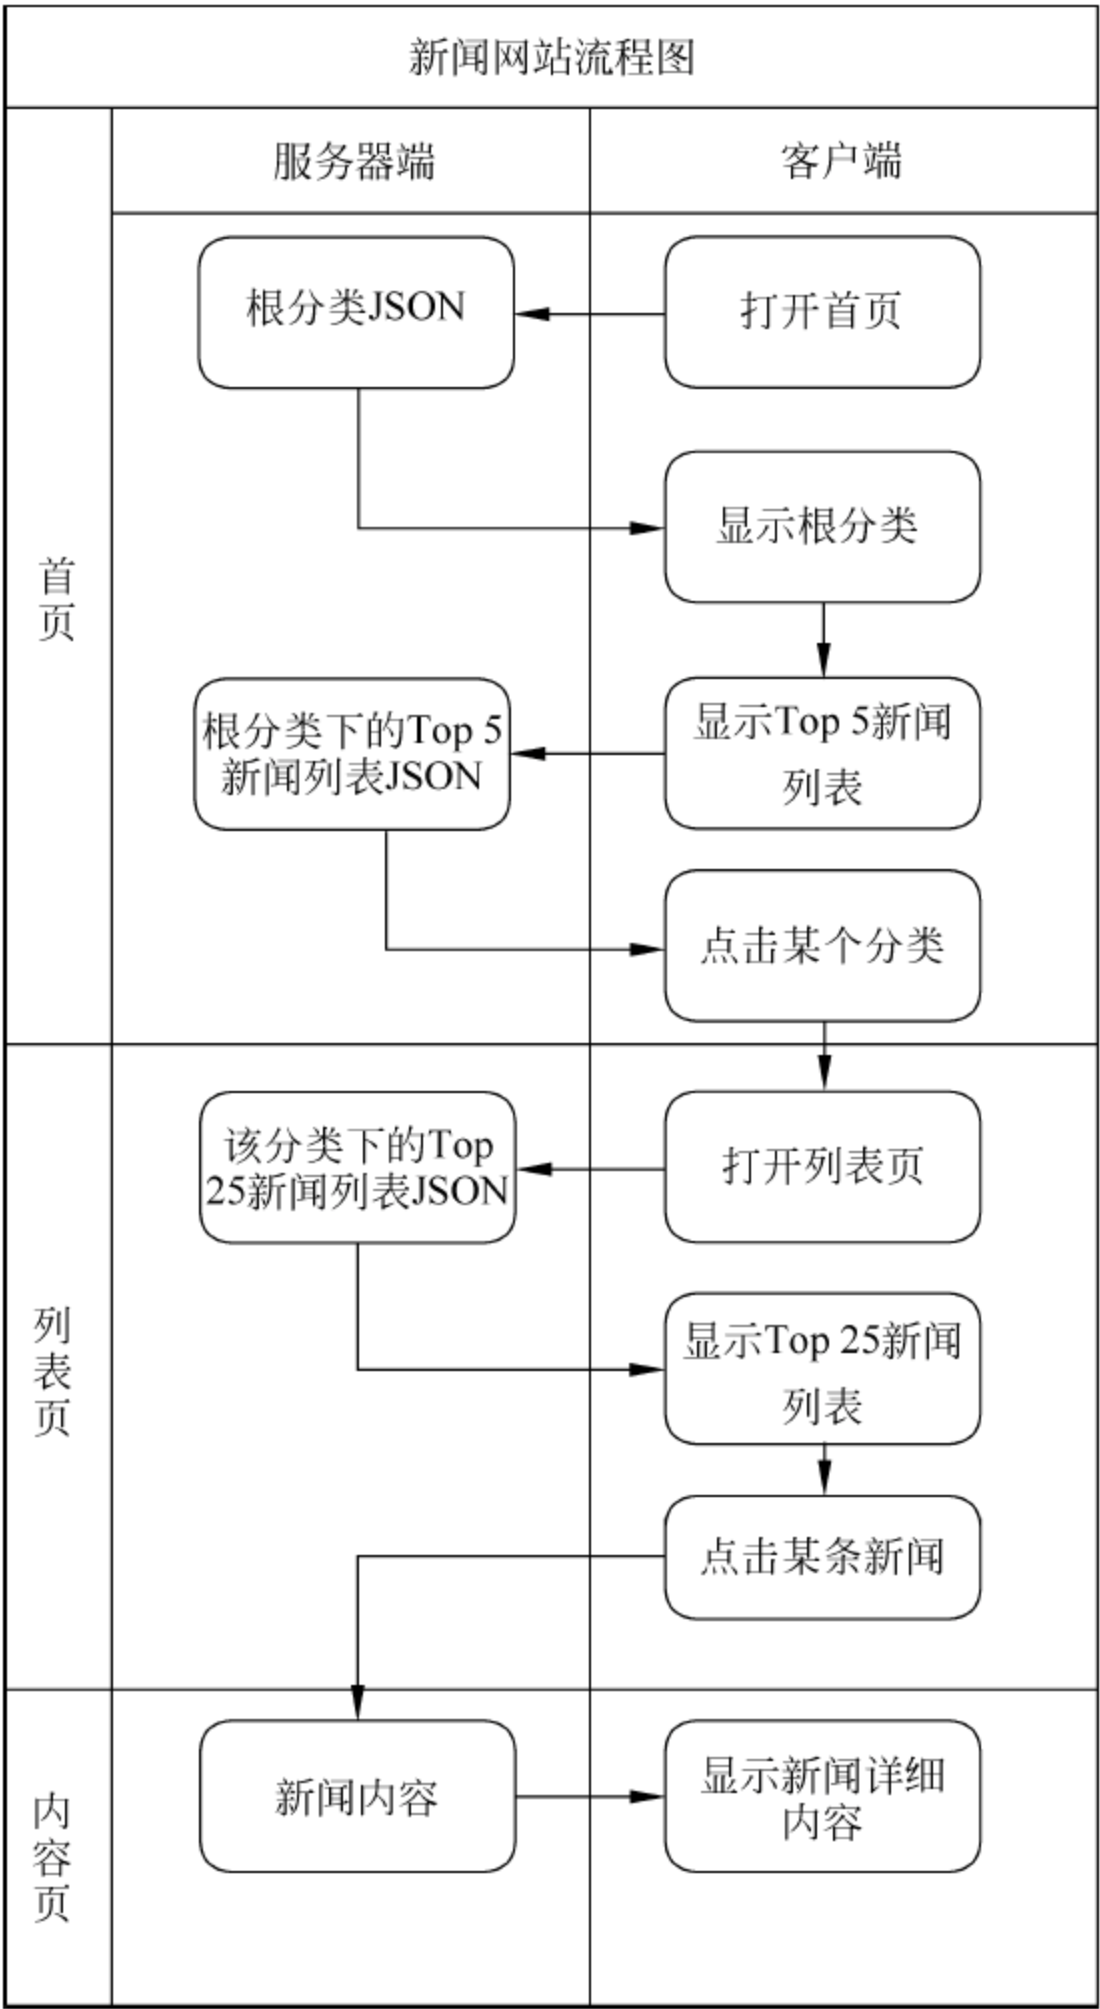 新闻网站流程图
服务器端
客户端
首
页
根分类JSON
打开首页
显示根分类
根分类下的Top 5
新闻列表JSON
显示Top 5新闻
列表
点击某个分类
列
表
页
该分类下的Top
25新闻列表JSON
打开列表页
显示Top 25新闻
列表
点击某条新闻
内
容
页
新闻内容
显示新闻详细
内容